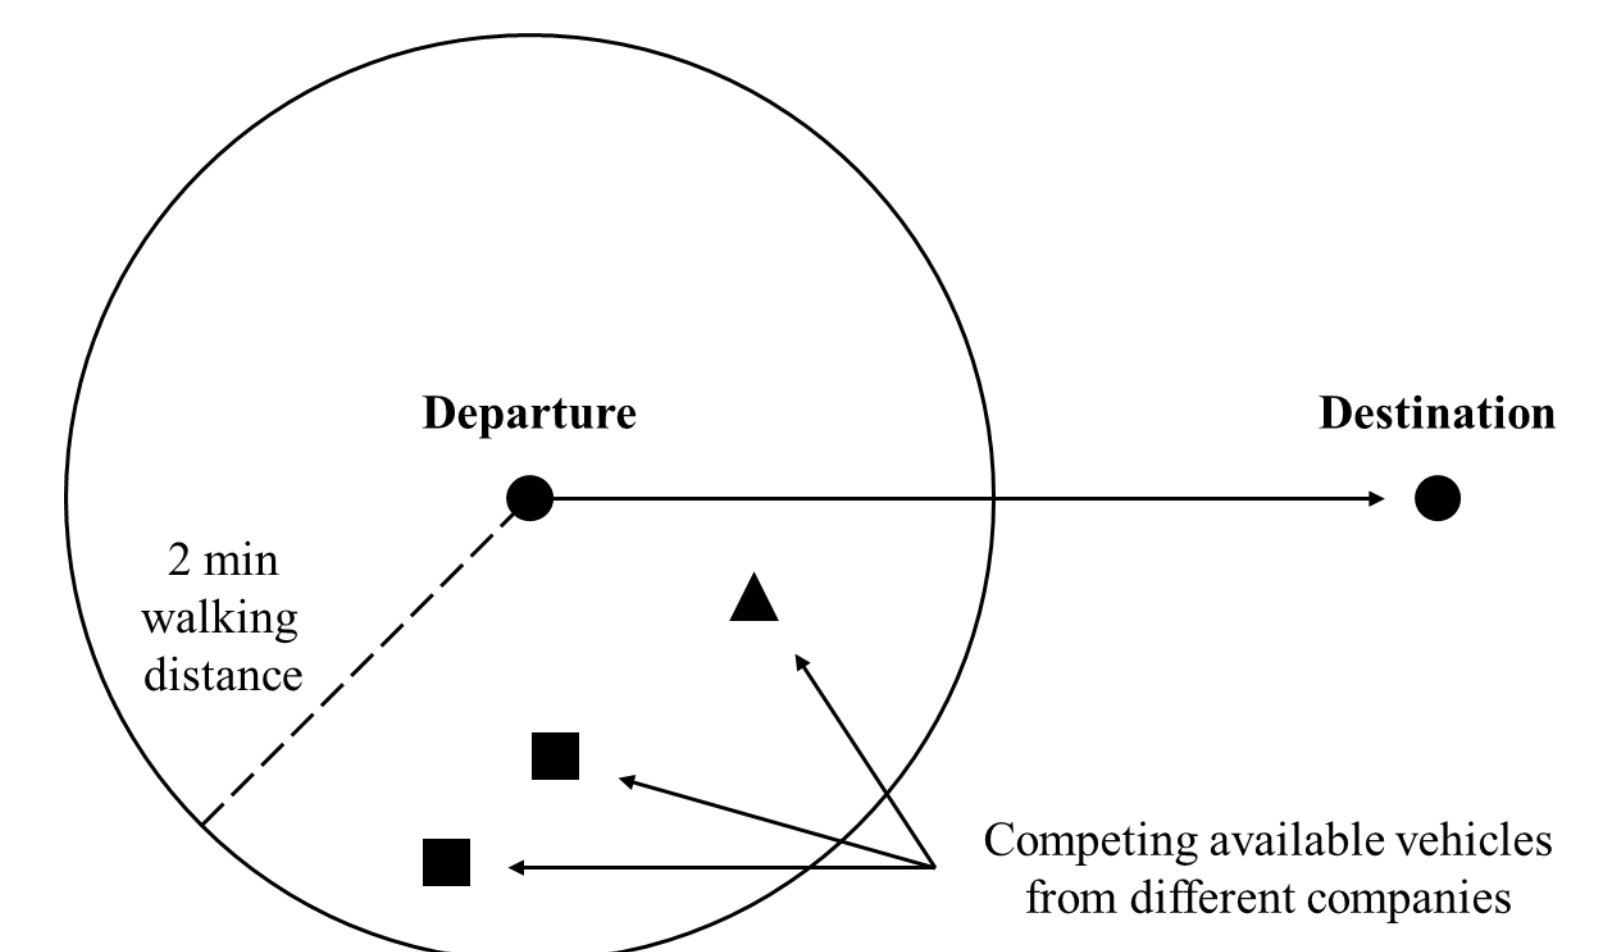 Departure
Destination
2 min
walking
distance
Competing available vehicles
from different companies